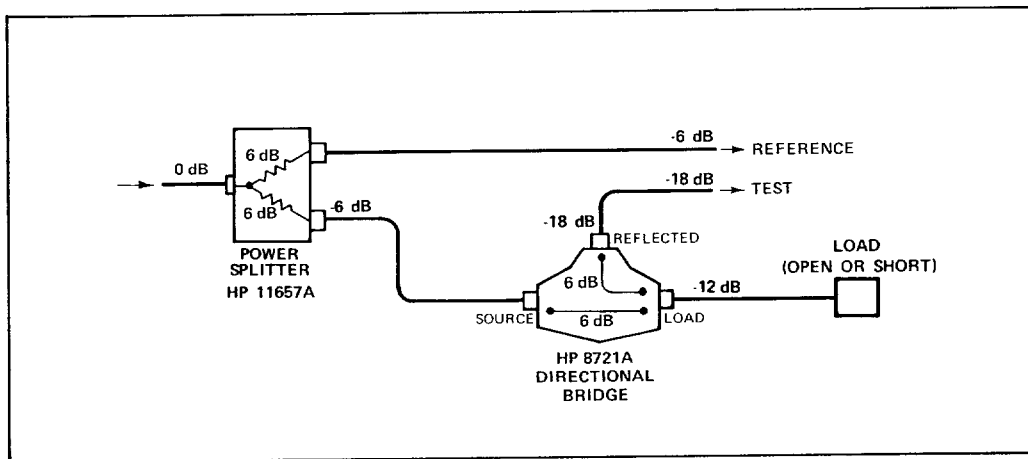 0 dB
6 dB
6 dB
POWER
SPLITTER
HP 11657A
-6 dB
REFERENCE
-6 dB
-18 dB
TEST
-18 dB
REFLECTED
6 dB
6 dB
SOURCE
LOAD
HP 8721A
DIRECTIONAL
BRIDGE
-12 dB
LOAD
(OPEN OR SHORT)